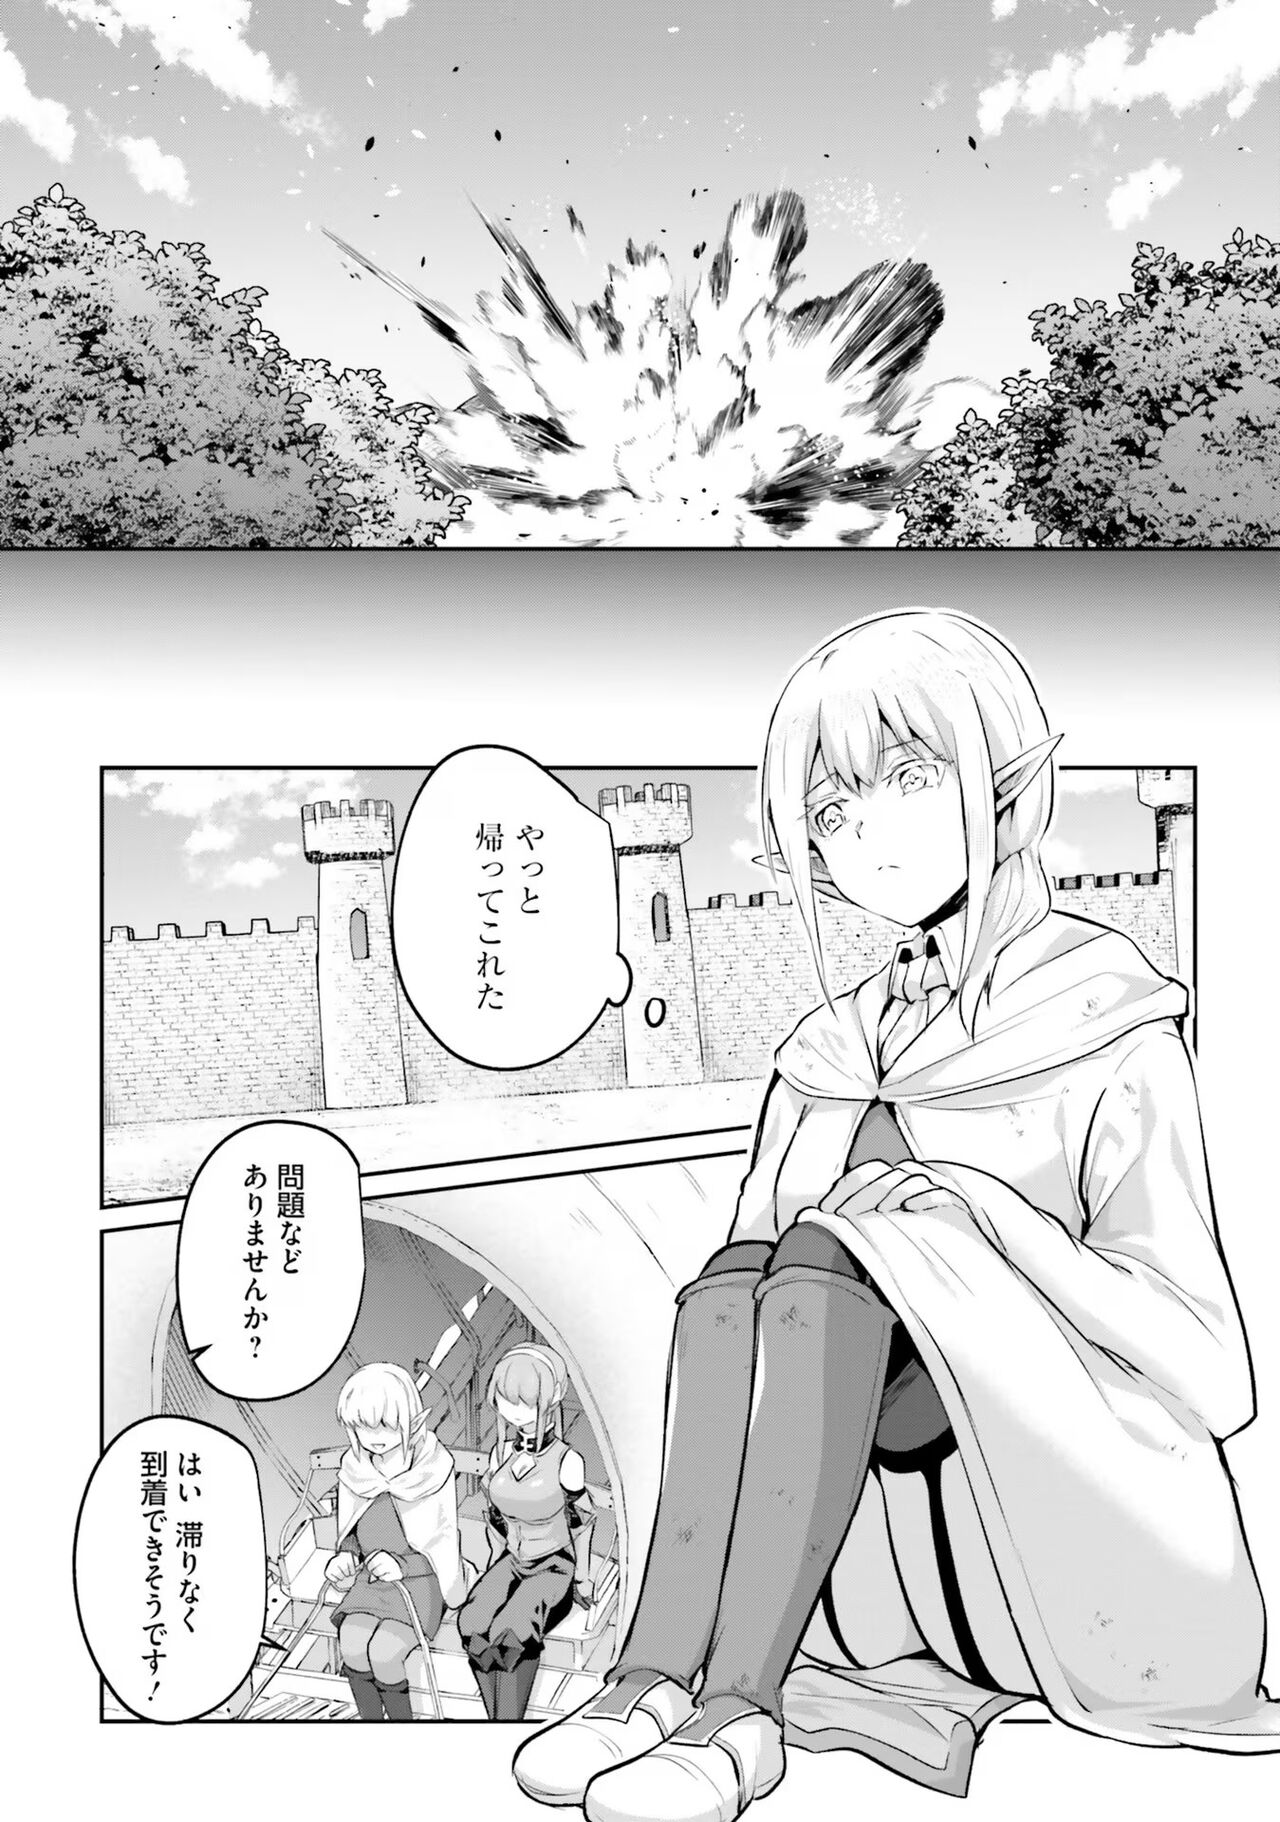 やっと
帰ってこれた
問題など
ありませんか?
はい 滞りなく
到着できそうです!